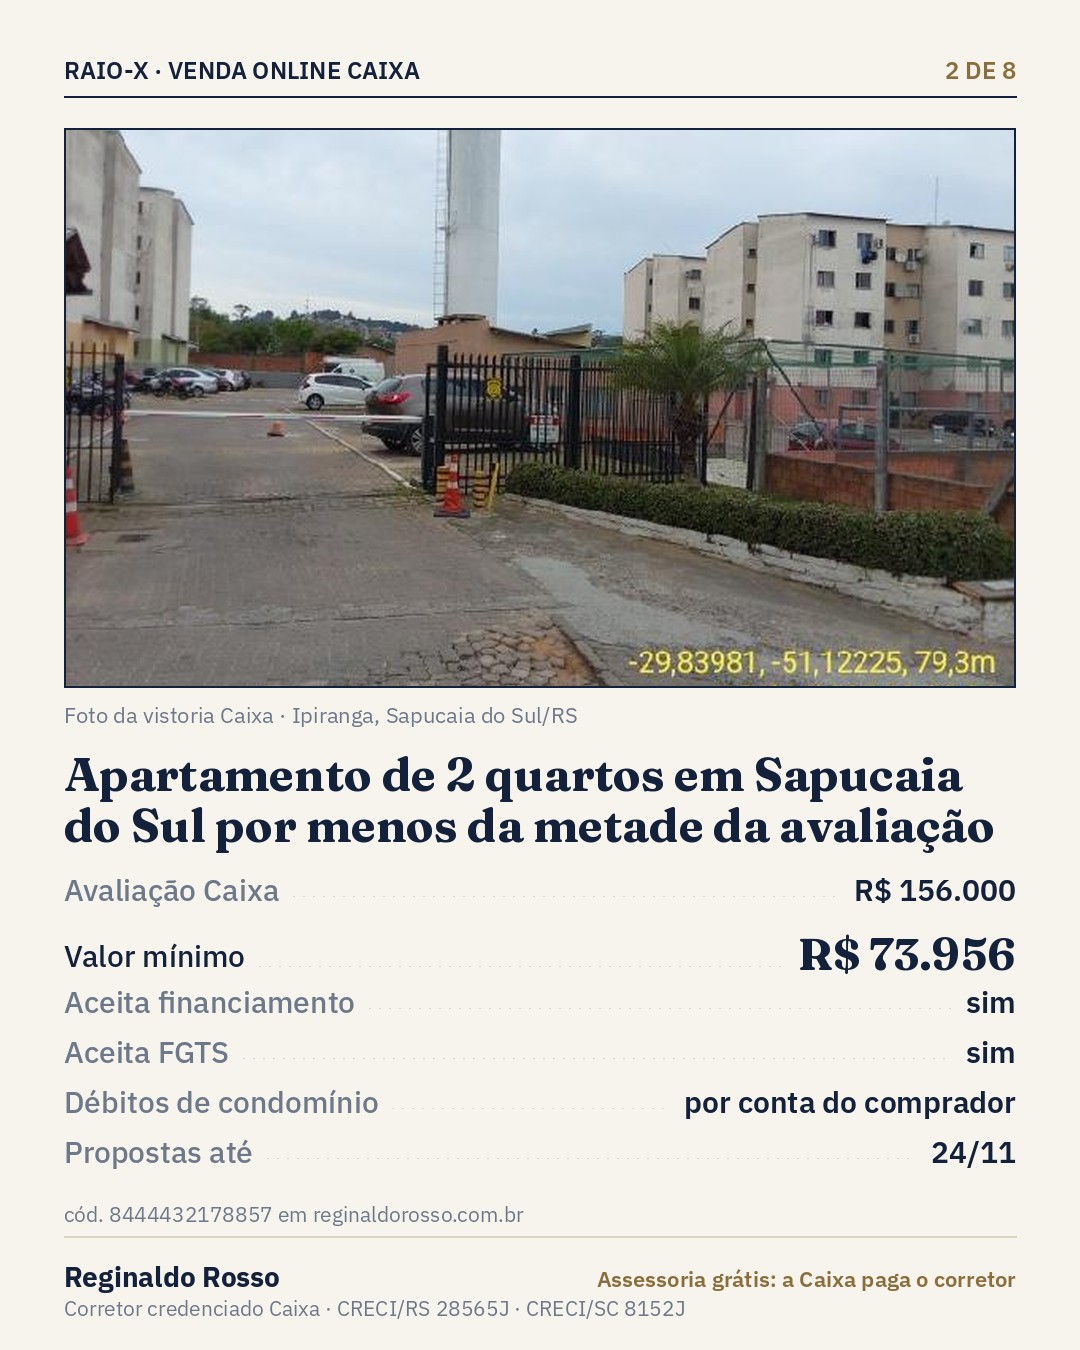 RAIO-X · VENDA ONLINE CAIXA
2 DE 8
-29,83981, -51,12225, 79,3m
Foto da vistoria Caixa · Ipiranga, Sapucaia do Sul/RS
Apartamento de 2 quartos em Sapucaia
do Sul por menos da metade da avaliação
Avaliação Caixa R$ 156.000
Valor mínimo R$ 73.956
Aceita financiamento sim
Aceita FGTS sim
Débitos de condomínio por conta do comprador
Propostas até 24/11
cód. 8444432178857 em reginaldorosso.com.br
Reginaldo Rosso
Assessoria grátis: a Caixa paga o corretor
Corretor credenciado Caixa · CRECI/RS 28565J · CRECI/SC 8152J